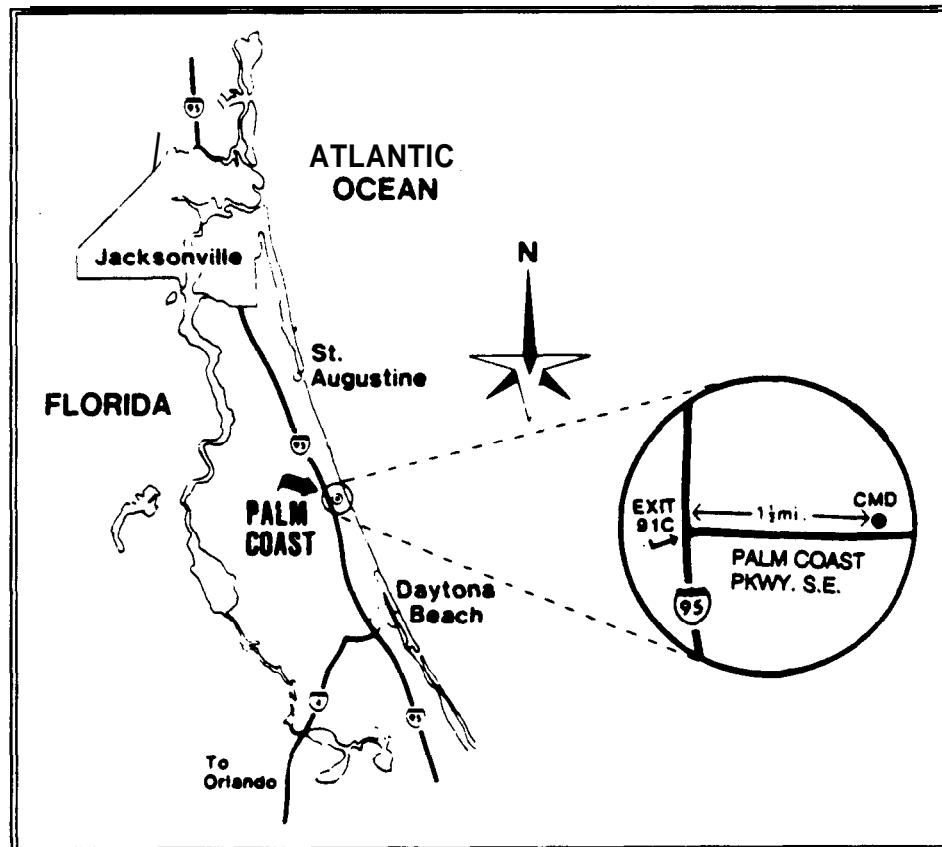 95
ATLANTIC
OCEAN
Jacksonville
N
St.
Augustine
FLORIDA
95
PALM
COAST
EXIT
91C
1½mi.
CMD
PALM COAST
PKWY. S.E.
95
Daytona
Beach
4
95
To
Orlando